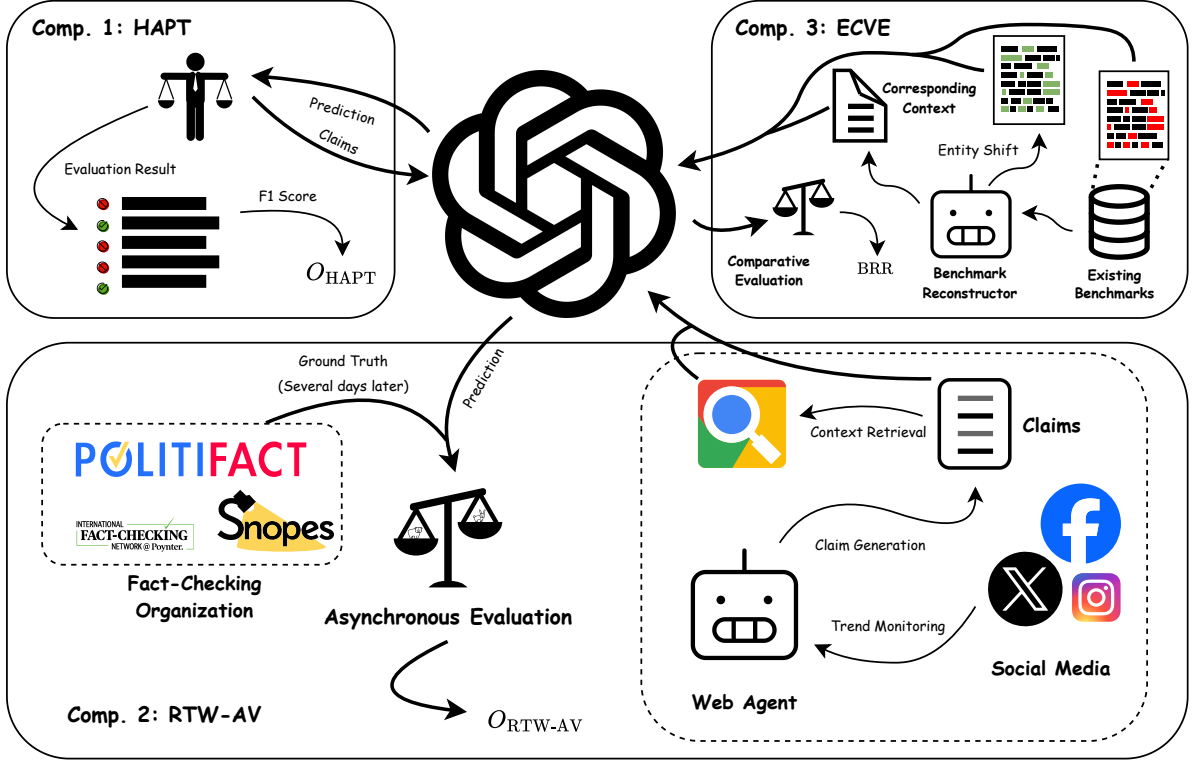 Comp. 1: HAPT
Prediction
Claims
Evaluation Result
F1 Score
O_HAPT
Comp. 3: ECVE
Corresponding
Context
Entity Shift
Comparative
Evaluation
BRR
Benchmark
Reconstructor
Existing
Benchmarks
Ground Truth
(Several days later)
Prediction
POLITIFACT
INTERNATIONAL
FACT-CHECKING
NETWORK @ Poynter.
Snopes
Fact-Checking
Organization
Asynchronous Evaluation
O_RTW-AV
Comp. 2: RTW-AV
Context Retrieval
Claims
Claim Generation
Trend Monitoring
Web Agent
Social Media